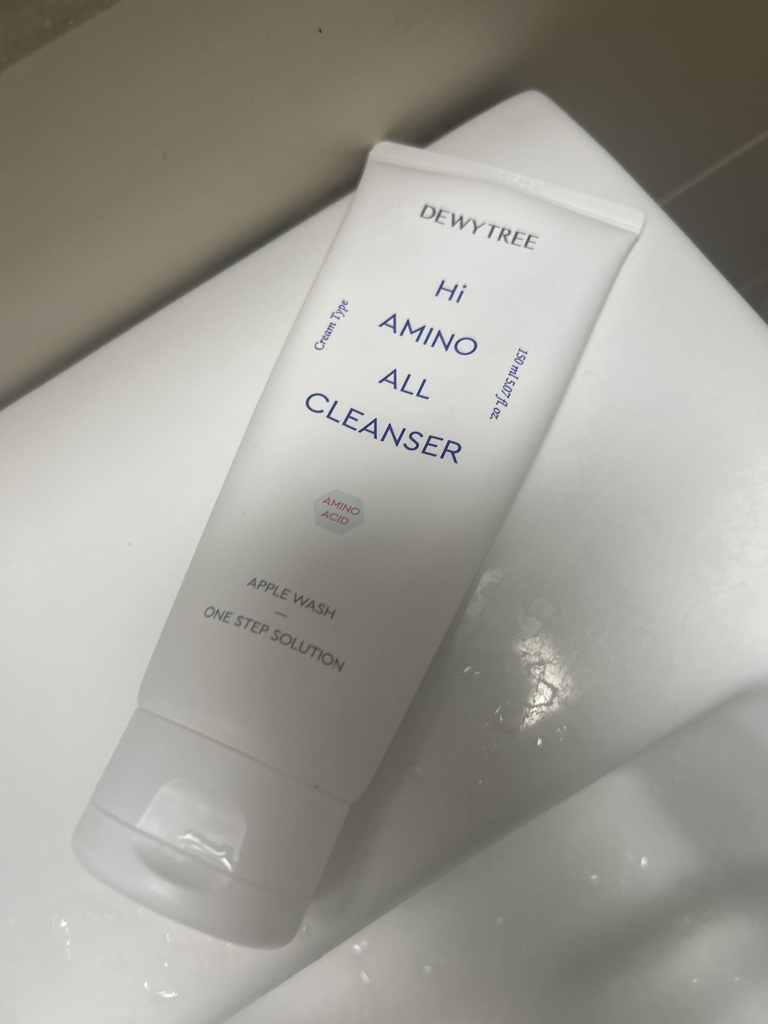 DEWYTREE
Hi
AMINO
ALL
CLEANSER
Cream Type
150 ml 5.07 fl. oz.
AMINO
ACID
APPLE WASH
ONE STEP SOLUTION